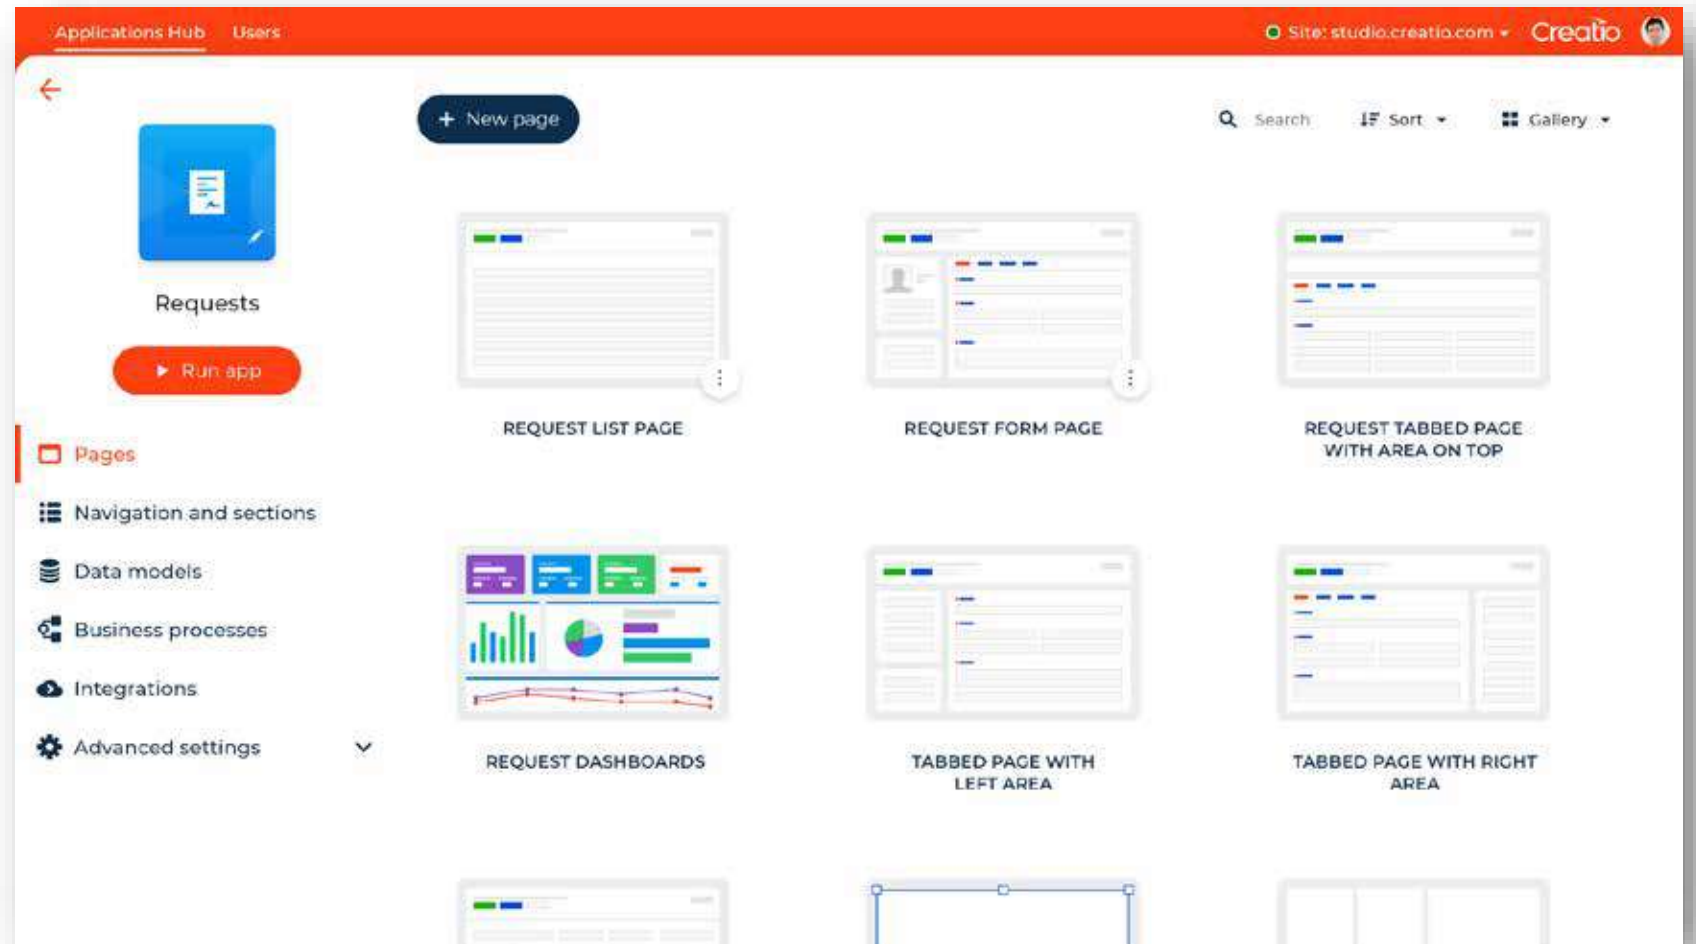 Applications Hub Users
Site: studio.creatio.com Creatio
+ New page
Search Sort Gallery
Requests
Run app
Pages
Navigation and sections
Data models
Business processes
Integrations
Advanced settings
REQUEST LIST PAGE
REQUEST FORM PAGE
REQUEST TABBED PAGE
WITH AREA ON TOP
REQUEST DASHBOARDS
TABBED PAGE WITH
LEFT AREA
TABBED PAGE WITH RIGHT
AREA